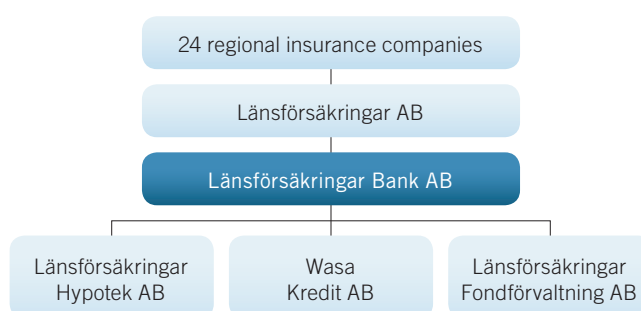 24 regional insurance companies
Länsförsäkringar AB
Länsförsäkringar Bank AB
Länsförsäkringar
Hypotek AB
Wasa
Kredit AB
Länsförsäkringar
Fondförvaltning AB